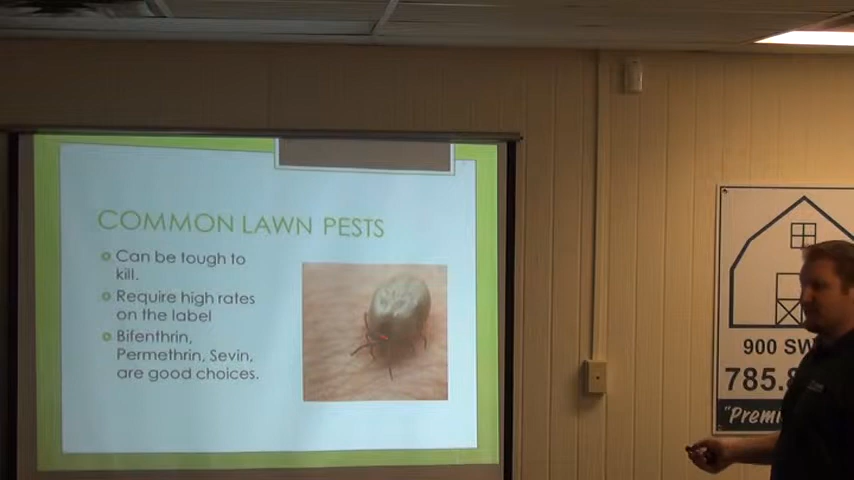 COMMON LAWN PESTS
Can be tough to
kill.
Require high rates
on the label
Bifenthrin,
Permethrin, Sevin,
are good choices.
900 SW
785.
"Premi